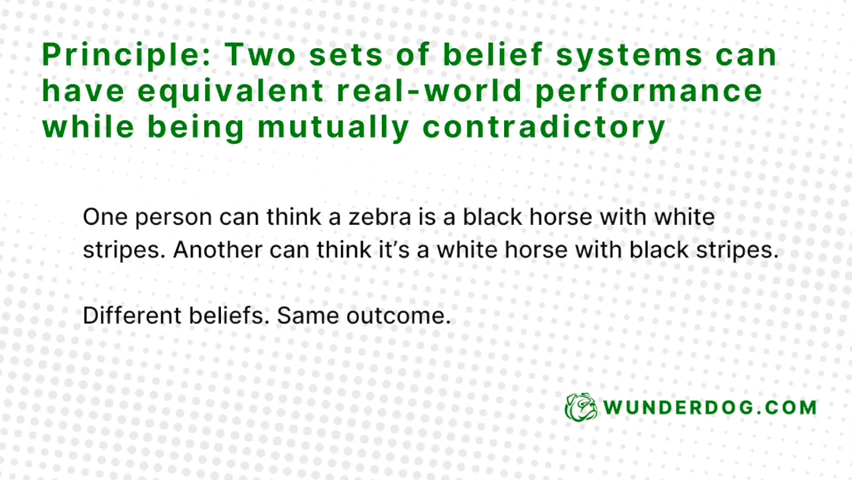 Principle: Two sets of belief systems can
have equivalent real-world performance
while being mutually contradictory
One person can think a zebra is a black horse with white
stripes. Another can think it’s a white horse with black stripes.
Different beliefs. Same outcome.
WUNDERDOG.COM